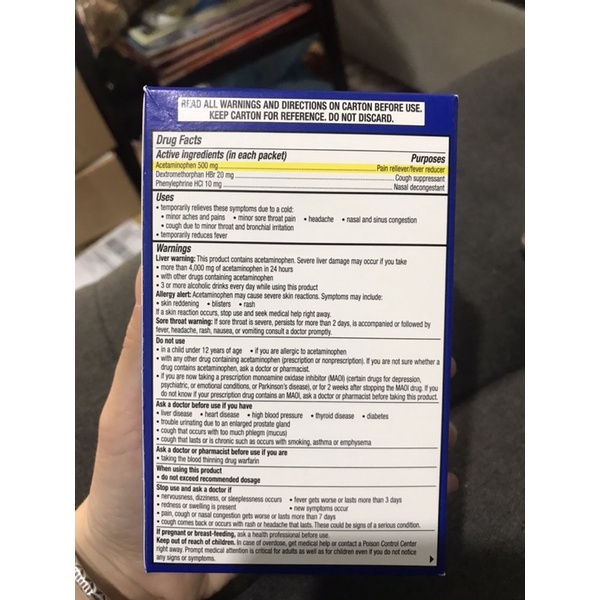 READ ALL WARNINGS AND DIRECTIONS ON CARTON BEFORE USE.
KEEP CARTON FOR REFERENCE. DO NOT DISCARD.
Drug Facts
Active ingredients (in each packet) Purposes
Acetaminophen 500 mg Pain reliever/fever reducer
Dextromethorphan HBr 20 mg Cough suppressant
Phenylephrine HCl 10 mg Nasal decongestant
Uses
• temporarily relieves these symptoms due to a cold:
• minor aches and pains • minor sore throat pain • headache • nasal and sinus congestion
• cough due to minor throat and bronchial irritation
• temporarily reduces fever
Warnings
Liver warning: This product contains acetaminophen. Severe liver damage may occur if you take
• more than 4,000 mg of acetaminophen in 24 hours
• with other drugs containing acetaminophen
• 3 or more alcoholic drinks every day while using this product
Allergy alert: Acetaminophen may cause severe skin reactions. Symptoms may include:
• skin reddening • blisters • rash
If a skin reaction occurs, stop use and seek medical help right away.
Sore throat warning: If sore throat is severe, persists for more than 2 days, is accompanied or followed by
fever, headache, rash, nausea, or vomiting consult a doctor promptly.
Do not use
• in a child under 12 years of age • if you are allergic to acetaminophen
• with any other drug containing acetaminophen (prescription or nonprescription). If you are not sure whether a
drug contains acetaminophen, ask a doctor or pharmacist.
• if you are now taking a prescription monoamine oxidase inhibitor (MAOI) (certain drugs for depression,
psychiatric, or emotional conditions, or Parkinson's disease), or for 2 weeks after stopping the MAOI drug. If you
do not know if your prescription drug contains an MAOI, ask a doctor or pharmacist before taking this product.
Ask a doctor before use if you have
• liver disease • heart disease • high blood pressure • thyroid disease • diabetes
• trouble urinating due to an enlarged prostate gland
• cough that occurs with too much phlegm (mucus)
• cough that lasts or is chronic such as occurs with smoking, asthma or emphysema
Ask a doctor or pharmacist before use if you are
• taking the blood thinning drug warfarin
When using this product
• do not exceed recommended dosage
Stop use and ask a doctor if
• nervousness, dizziness, or sleeplessness occurs • fever gets worse or lasts more than 3 days
• redness or swelling is present • new symptoms occur
• pain, cough or nasal congestion gets worse or lasts more than 7 days
• cough comes back or occurs with rash or headache that lasts. These could be signs of a serious condition.
If pregnant or breast-feeding, ask a health professional before use.
Keep out of reach of children. In case of overdose, get medical help or contact a Poison Control Center
right away. Prompt medical attention is critical for adults as well as for children even if you do not notice
any signs or symptoms.